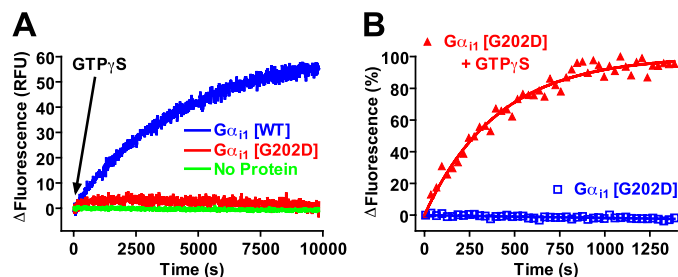 A
GTPγS
Δ Fluorescence (RFU)
60
50
40
30
20
10
0
Gαi1 [WT]
Gαi1 [G202D]
No Protein
0
2500
5000
7500
10000
Time (s)
B
Gαi1 [G202D]
+ GTPγS
Δ Fluorescence (%)
100
80
60
40
20
0
Gαi1 [G202D]
0
250
500
750
1000
1250
Time (s)